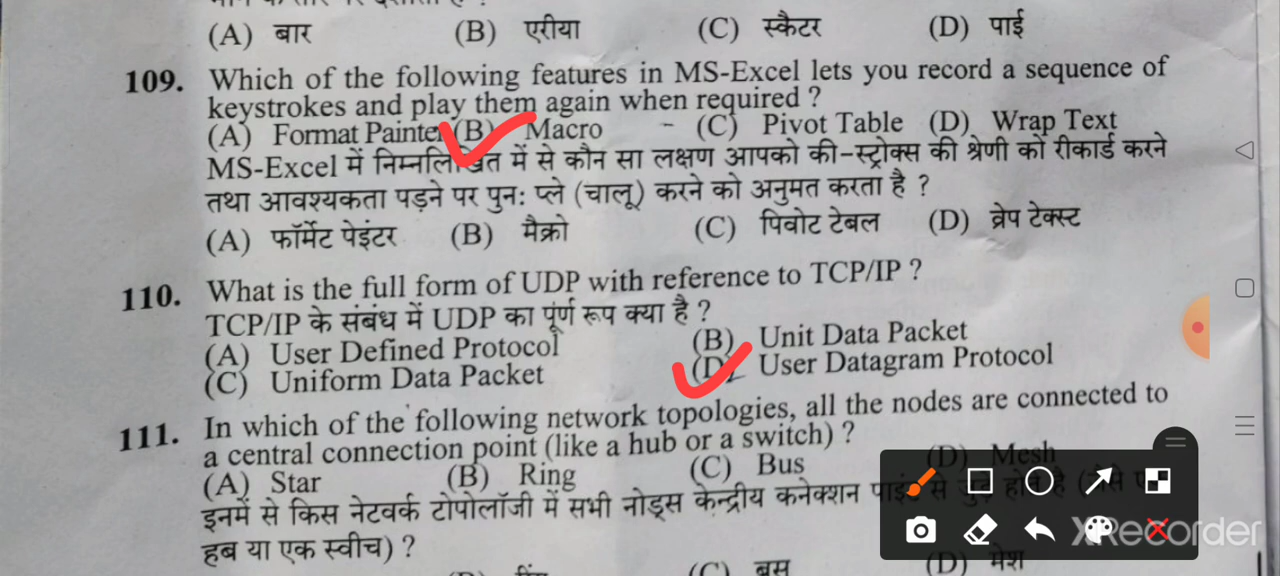 (A) बार (B) एरीया (C) स्कैटर (D) पाई
109. Which of the following features in MS-Excel lets you record a sequence of
keystrokes and play them again when required ?
(A) Format Painter (B) Macro (C) Pivot Table (D) Wrap Text
MS-Excel में निम्नलिखित में से कौन सा लक्षण आपको की-स्ट्रोक्स की श्रेणी को रीकार्ड करने
तथा आवश्यकता पड़ने पर पुनः प्ले (चालू) करने को अनुमत करता है ?
(A) फॉर्मेट पेइंटर (B) मैक्रो (C) पिवोट टेबल (D) व्रेप टेक्स्ट
110. What is the full form of UDP with reference to TCP/IP ?
TCP/IP के संबंध में UDP का पूंर्ण रूप क्या है ?
(A) User Defined Protocol (B) Unit Data Packet
(C) Uniform Data Packet (D) User Datagram Protocol
111. In which of the following network topologies, all the nodes are connected to
a central connection point (like a hub or a switch) ?
(A) Star (B) Ring (C) Bus (D) Mesh
इनमें से किस नेटवर्क टोपोलॉजी में सभी नोड्स केन्द्रीय कनेक्शन पाइंट से जुड़े होते है (जैसे
हब या एक स्वीच) ?
(C) बस (D) मेश
XRecorder